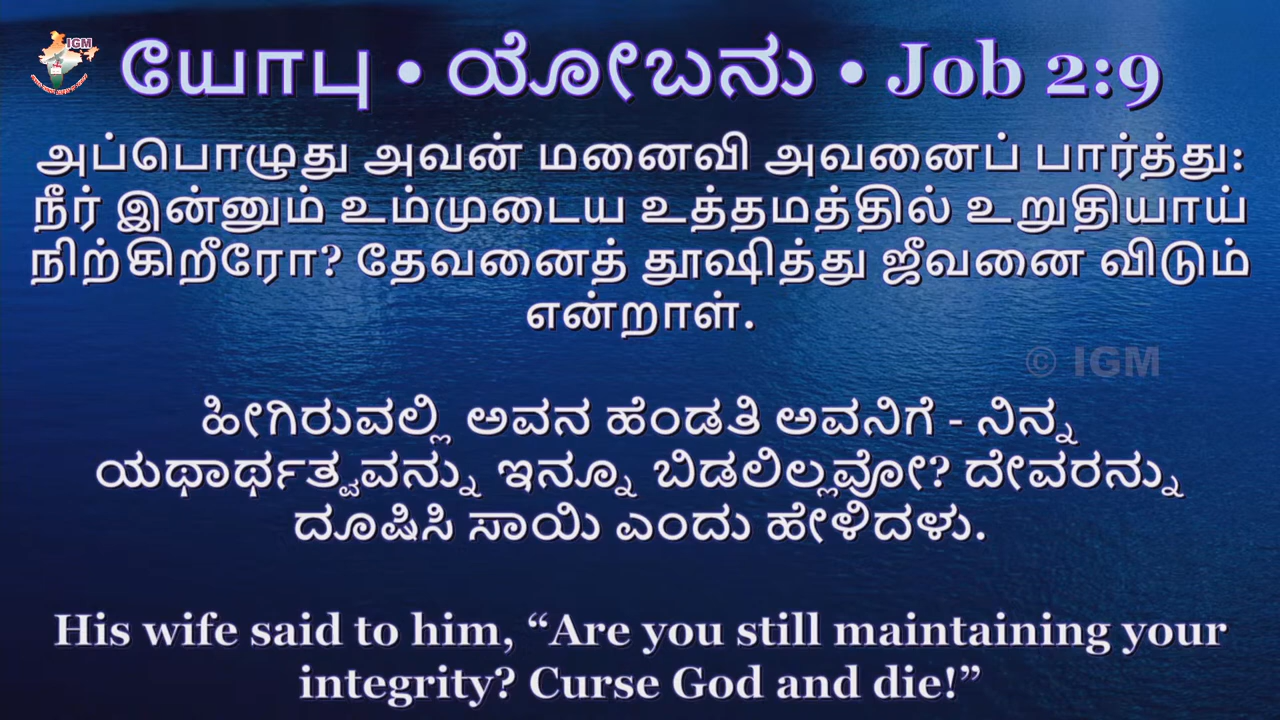 IGM
யோபு • ಯೋಬನು • Job 2:9
அப்பொழுது அவன் மனைவி அவனைப் பார்த்து:
நீர் இன்னும் உம்முடைய உத்தமத்தில் உறுதியாய்
நிற்கிறீரோ? தேவனைத் தூஷித்து ஜீவனை விடும்
என்றாள்.
© IGM
ಹೀಗಿರುವಲ್ಲಿ ಅವನ ಹೆಂಡತಿ ಅವನಿಗೆ - ನಿನ್ನ
ಯಥಾರ್ಥತ್ವವನ್ನು ಇನ್ನೂ ಬಿಡಲಿಲ್ಲವೋ? ದೇವರನ್ನು
ದೂಷಿಸಿ ಸಾಯಿ ಎಂದು ಹೇಳಿದಳು.
His wife said to him, “Are you still maintaining your
integrity? Curse God and die!”